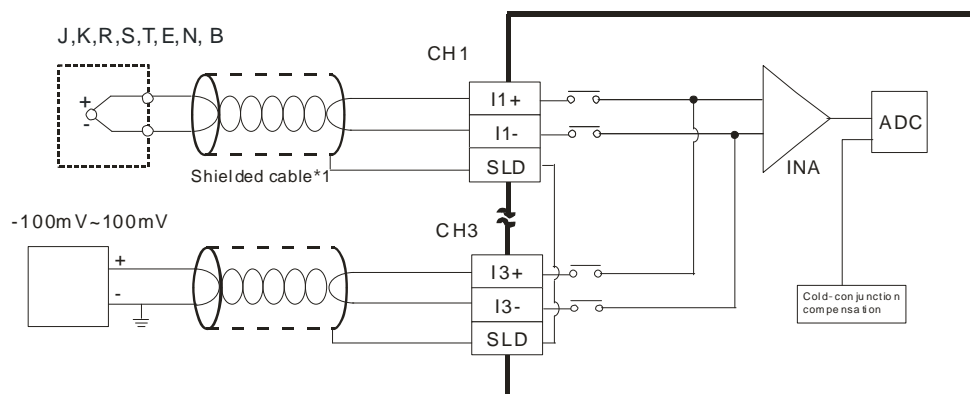 J,K,R,S,T,E,N, B
CH1
+
-
I1+
I1-
SLD
Shielded cable*1
INA
ADC
-100mV~100mV
CH3
+
-
I3+
I3-
SLD
Cold-conjunction
compensation